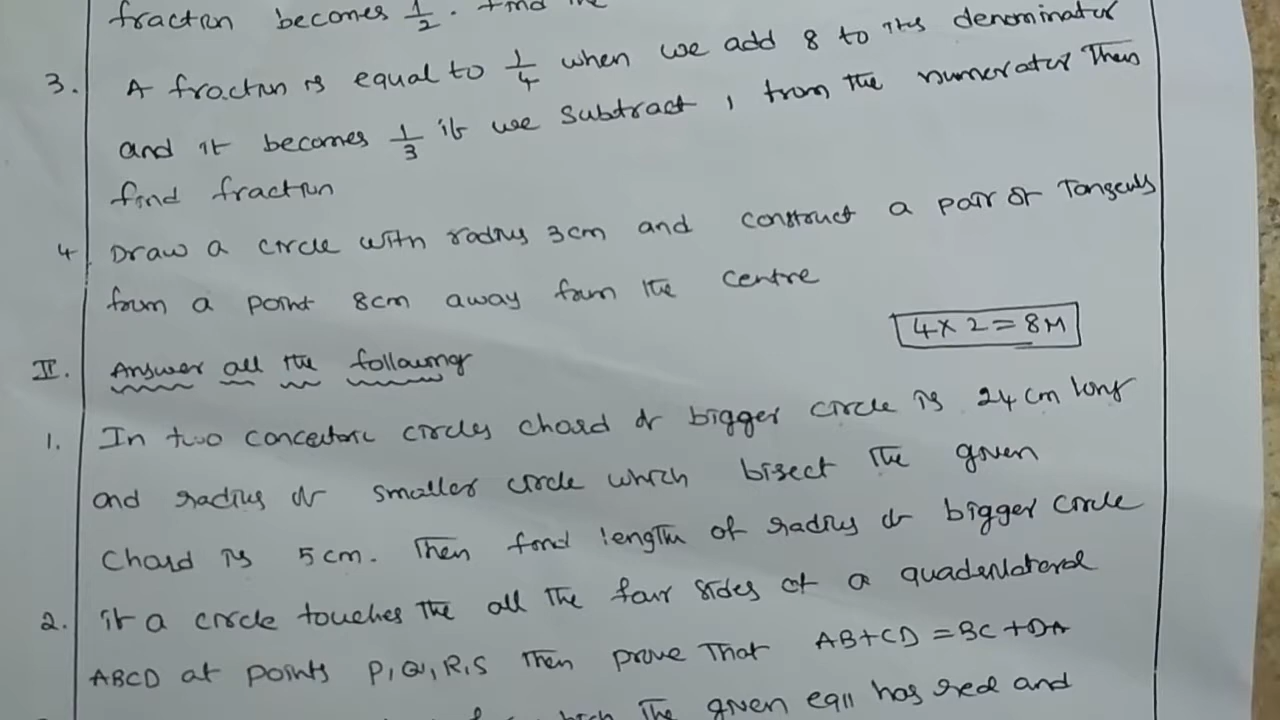 fraction becomes 1/2. find the
3. A fraction is equal to 1/4 when we add 8 to its denominator
and it becomes 1/3 if we subtract 1 from the numerator Then
find fraction
4 Draw a circle with radius 3cm and construct a pair of Tangents
from a point 8cm away from the centre
4 X 2 = 8M
II. Answer all the following
1. In two concentric circles chord of bigger circle is 24 cm long
and radius of smaller circle which bisect the given
chord is 5cm. Then find length of radius of bigger circle
2. if a circle touches the all the four sides of a quadrilateral
ABCD at points P, Q, R, S Then prove That AB+CD = BC + DA
which The given eqn has real and